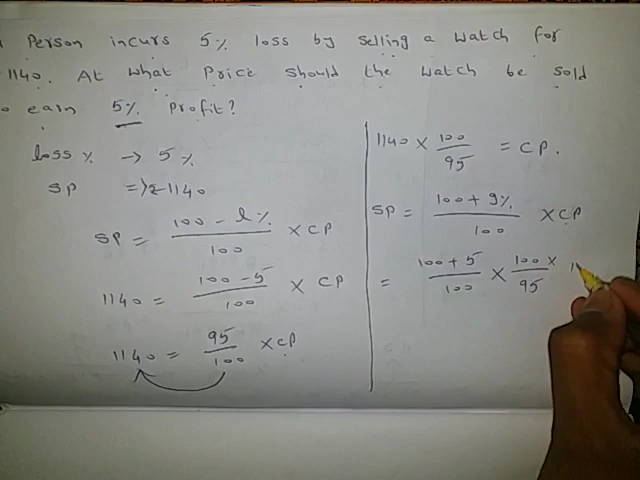 Person incurs 5% loss by selling a watch for
1140. At what Price should the watch be sold
earn 5% Profit?
loss % → 5%
SP => 1140
SP = 100 - l% / 100 × CP
1140 = 100 - 5 / 100 × CP
1140 = 95 / 100 × CP
1140 × 100 / 95 = CP.
SP = 100 + g% / 100 × CP
= 100 + 5 / 100 × 100 / 95 ×